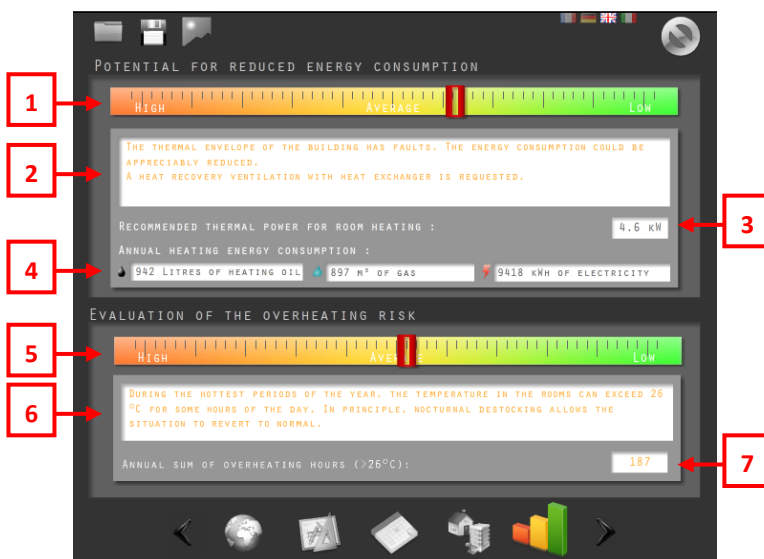 POTENTIAL FOR REDUCED ENERGY CONSUMPTION
1
HIGH AVERAGE LOW
2
THE THERMAL ENVELOPE OF THE BUILDING HAS FAULTS. THE ENERGY CONSUMPTION COULD BE
APPRECIABLY REDUCED.
A HEAT RECOVERY VENTILATION WITH HEAT EXCHANGER IS REQUESTED.
RECOMMENDED THERMAL POWER FOR ROOM HEATING : 4.6 KW
3
ANNUAL HEATING ENERGY CONSUMPTION :
4
942 LITRES OF HEATING OIL 897 M³ OF GAS 9418 KWH OF ELECTRICITY
EVALUATION OF THE OVERHEATING RISK
5
HIGH AVERAGE LOW
6
DURING THE HOTTEST PERIODS OF THE YEAR, THE TEMPERATURE IN THE ROOMS CAN EXCEED 26
°C FOR SOME HOURS OF THE DAY. IN PRINCIPLE, NOCTURNAL DESTOCKING ALLOWS THE
SITUATION TO REVERT TO NORMAL.
ANNUAL SUM OF OVERHEATING HOURS (>26°C): 187
7